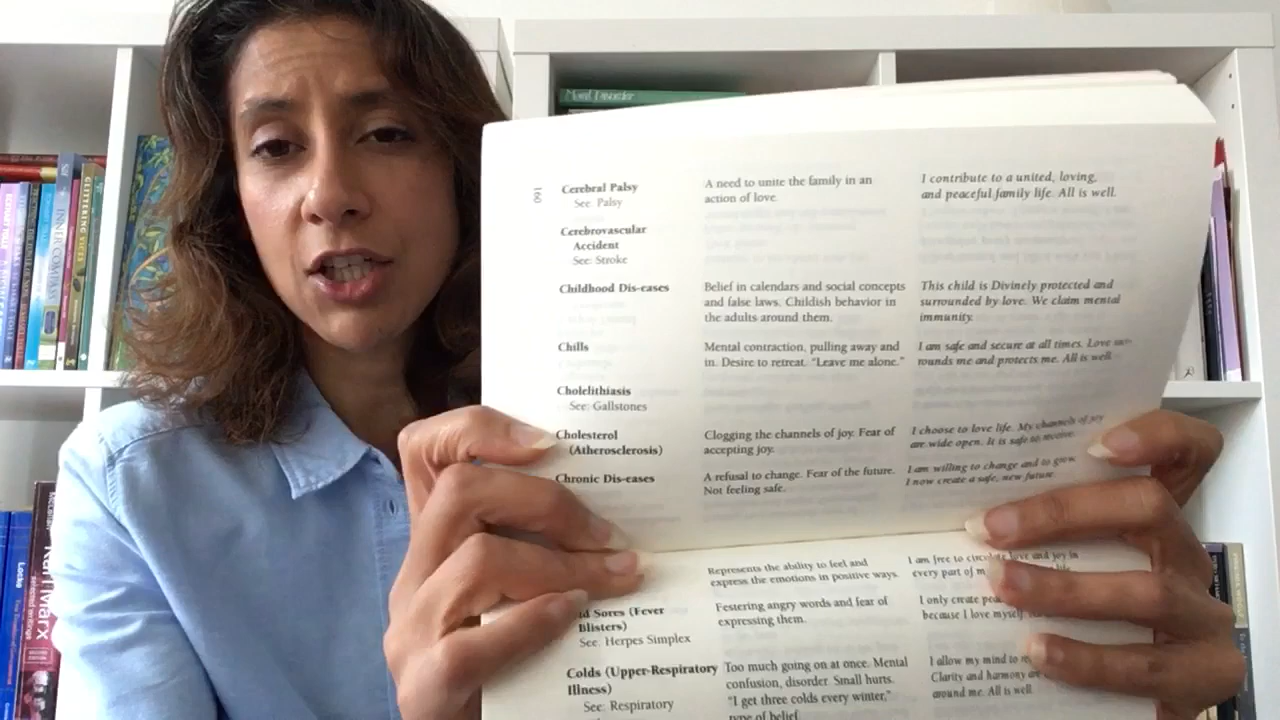 Moral Disorder
GLITTERING VICES
INNER COMPASS
Locke
Karl Marx
selected writings
160
Cerebral Palsy
See: Palsy
A need to unite the family in an
action of love.
I contribute to a united, loving,
and peaceful family life. All is well.
Cerebrovascular
Accident
See: Stroke
Childhood Dis-eases
Belief in calendars and social concepts
and false laws. Childish behavior in
the adults around them.
This child is Divinely protected and
surrounded by love. We claim mental
immunity.
Chills
Mental contraction, pulling away and
in. Desire to retreat. "Leave me alone."
I am safe and secure at all times. Love sur-
rounds me and protects me. All is well.
Cholelithiasis
See: Gallstones
Cholesterol
(Atherosclerosis)
Clogging the channels of joy. Fear of
accepting joy.
I choose to love life. My channels of joy
are wide open. It is safe to receive.
Chronic Dis-eases
A refusal to change. Fear of the future.
Not feeling safe.
I am willing to change and to grow.
I now create a safe, new future.
Represents the ability to feel and
express the emotions in positive ways.
I am free to circulate love and joy in
every part of
Sores (Fever
Blisters)
See: Herpes Simplex
Festering angry words and fear of
expressing them.
I only create
because I love myself.
Colds (Upper-Respiratory
Illness)
See: Respiratory
Too much going on at once. Mental
confusion, disorder. Small hurts.
"I get three colds every winter,"
type of belief.
I allow my mind to
Clarity and harmony are
around me. All is well.